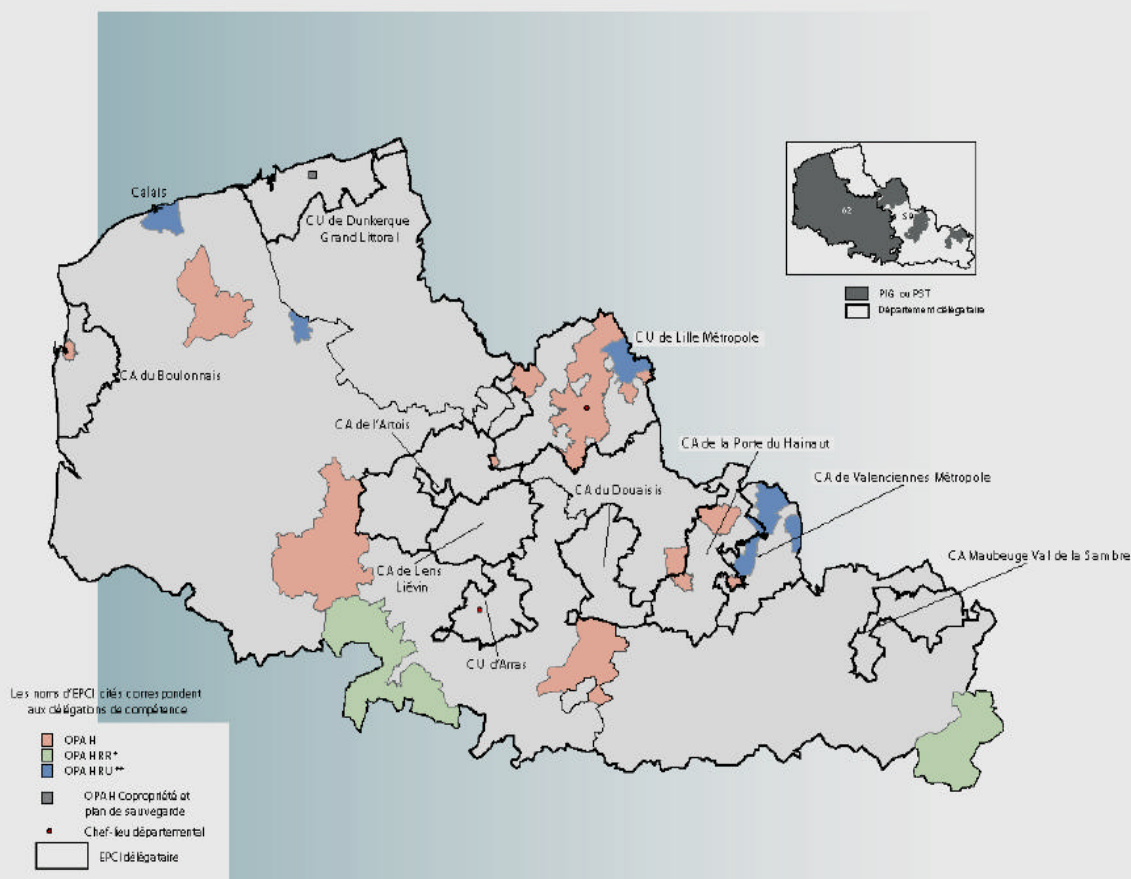 Calais
CU de Dunkerque
Grand Littoral
62
59
PIG ou PST
Département délégataire
CU de Lille Métropole
CA du Boulonnais
CA de l'Artois
CA de la Porte du Hainaut
CA du Douaisis
CA de Valenciennes Métropole
CA Maubeuge Val de la Sambre
CA de Lens
Liévin
CU d'Arras
Les noms d'EPCI cités correspondent
aux délégations de compétence
OPAH
OPAH RR*
OPAH RU**
OPAH Copropriété et
plan de sauvegarde
Chef-lieu départemental
EPCI délégataire